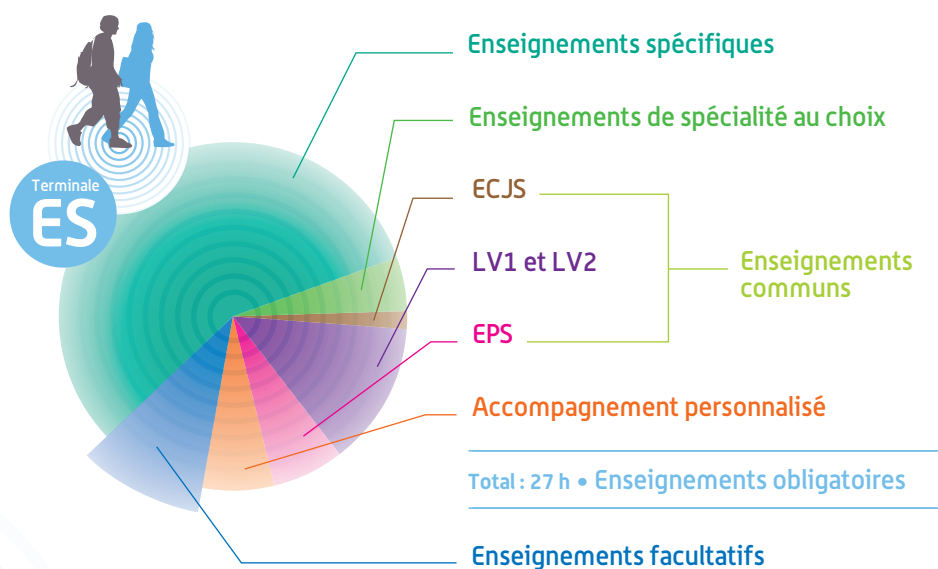 Terminale
ES
Enseignements spécifiques
Enseignements de spécialité au choix
ECJS
LV1 et LV2
EPS
Enseignements
communs
Accompagnement personnalisé
Total : 27 h • Enseignements obligatoires
Enseignements facultatifs